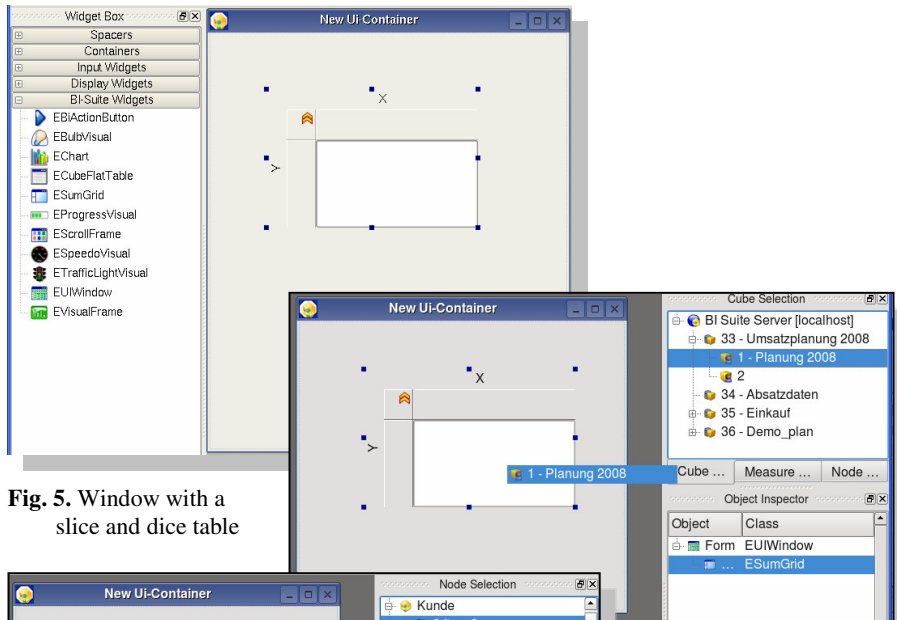 Widget Box
Spacers
Containers
Input Widgets
Display Widgets
BI-Suite Widgets
EBiActionButton
EBulbVisual
EChart
ECubeFlatTable
ESumGrid
EProgressVisual
EScrollFrame
ESpeedoVisual
ETrafficLightVisual
EUIWindow
EVisualFrame
New Ui-Container
X
Y
New Ui-Container
X
Y
1 - Planung 2008
Cube Selection
BI Suite Server [localhost]
33 - Umsatzplanung 2008
1 - Planung 2008
2
34 - Absatzdaten
35 - Einkauf
36 - Demo_plan
Cube ... Measure ... Node ...
Object Inspector
Object Class
Form EUIWindow
... ESumGrid
Fig. 5. Window with a
slice and dice table
New Ui-Container
Node Selection
Kunde